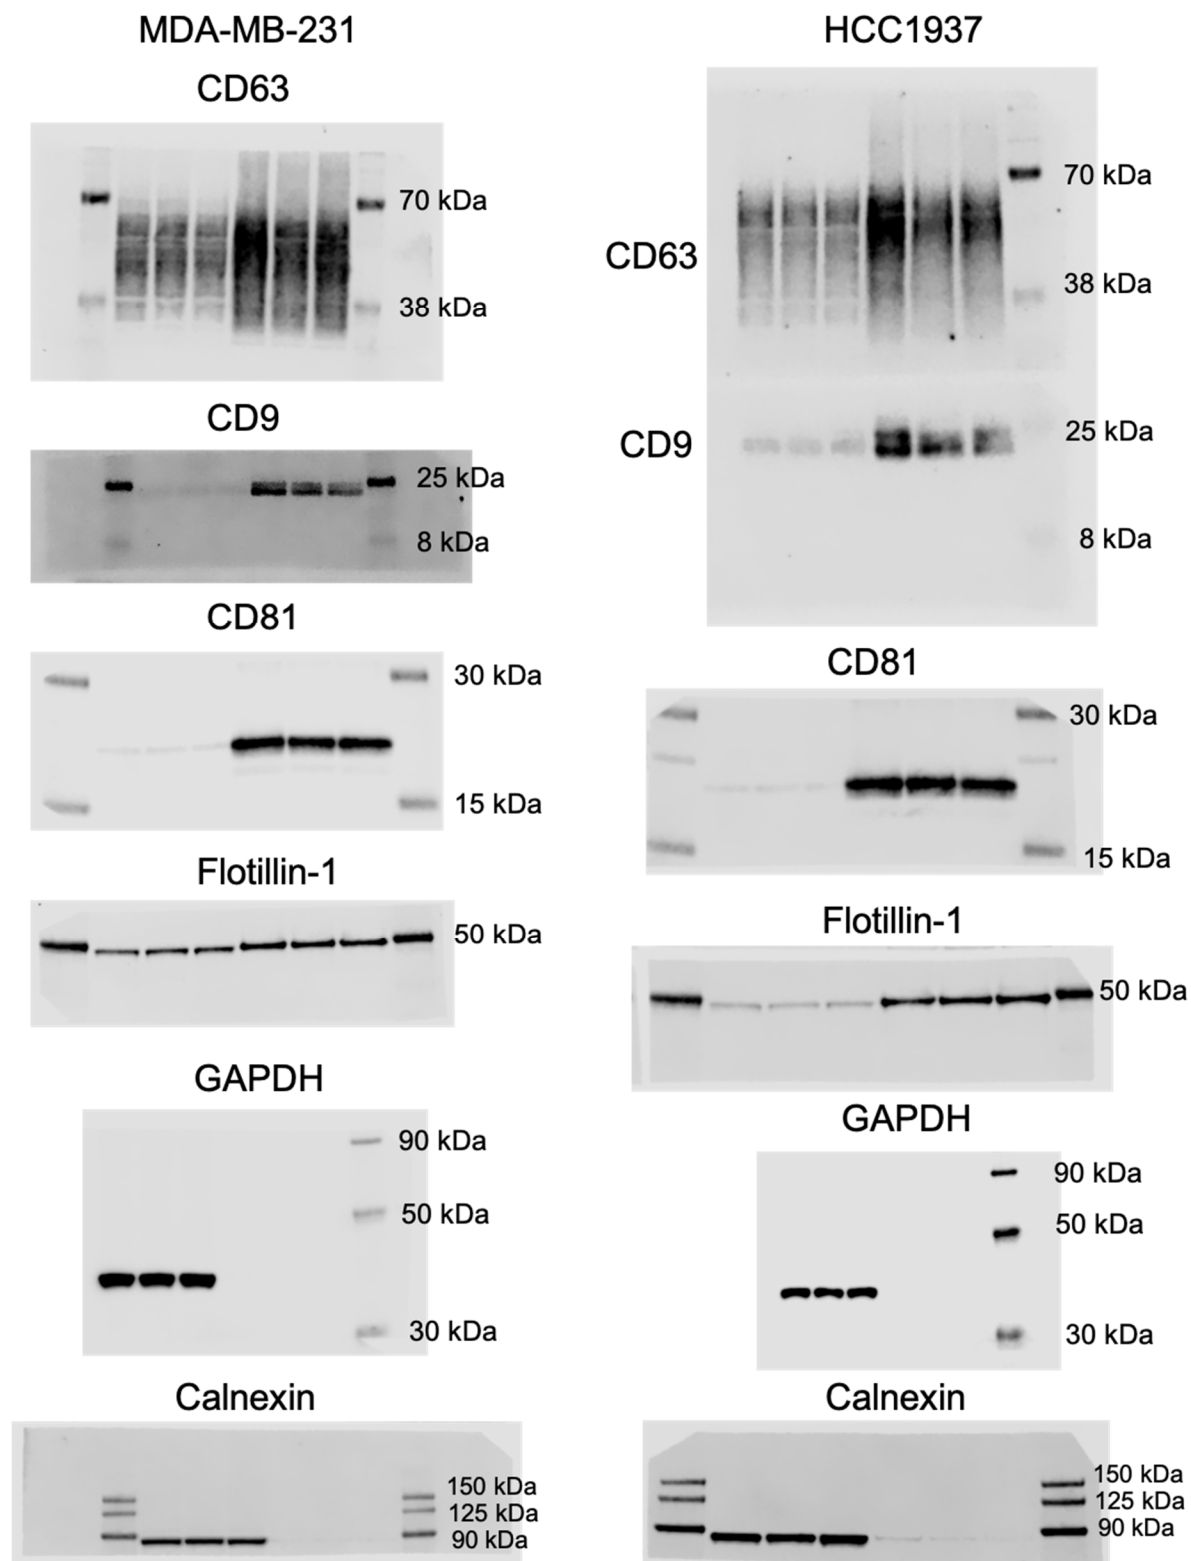 MDA-MB-231
CD63
70 kDa
38 kDa
CD9
25 kDa
8 kDa
CD81
30 kDa
15 kDa
Flotillin-1
50 kDa
GAPDH
90 kDa
50 kDa
30 kDa
Calnexin
150 kDa
125 kDa
90 kDa
HCC1937
70 kDa
CD63
38 kDa
25 kDa
CD9
8 kDa
CD81
30 kDa
15 kDa
Flotillin-1
50 kDa
GAPDH
90 kDa
50 kDa
30 kDa
Calnexin
150 kDa
125 kDa
90 kDa